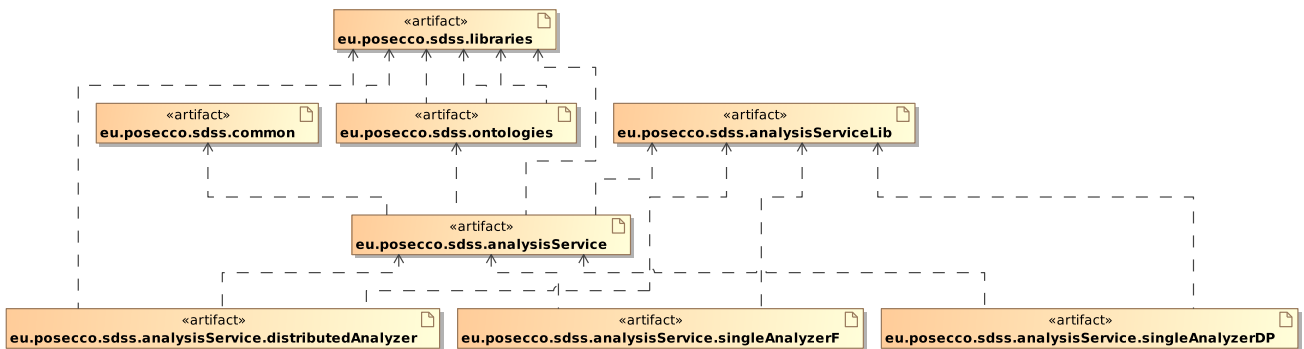 «artifact»
eu.posecco.sdss.libraries
«artifact»
eu.posecco.sdss.common
«artifact»
eu.posecco.sdss.ontologies
«artifact»
eu.posecco.sdss.analysisServiceLib
«artifact»
eu.posecco.sdss.analysisService
«artifact»
eu.posecco.sdss.analysisService.distributedAnalyzer
«artifact»
eu.posecco.sdss.analysisService.singleAnalyzerF
«artifact»
eu.posecco.sdss.analysisService.singleAnalyzerDP